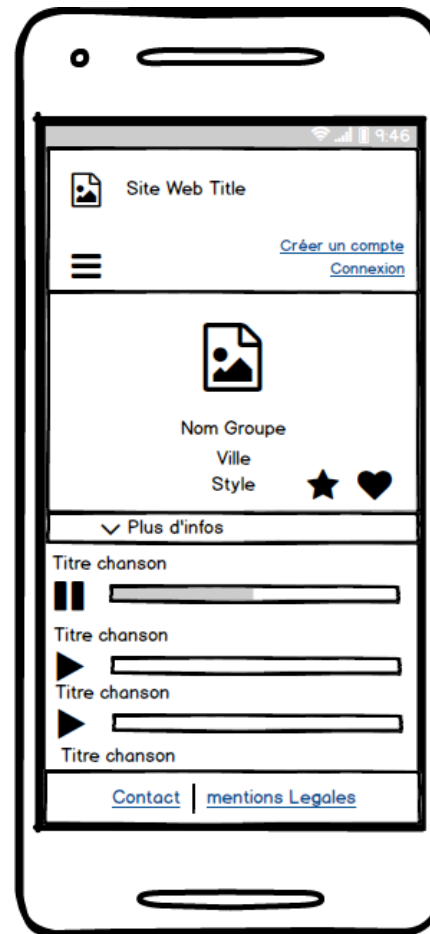 9:46
Site Web Title
Créer un compte
Connexion
Nom Groupe
Ville
Style
Plus d'infos
Titre chanson
Titre chanson
Titre chanson
Titre chanson
Contact | mentions Legales